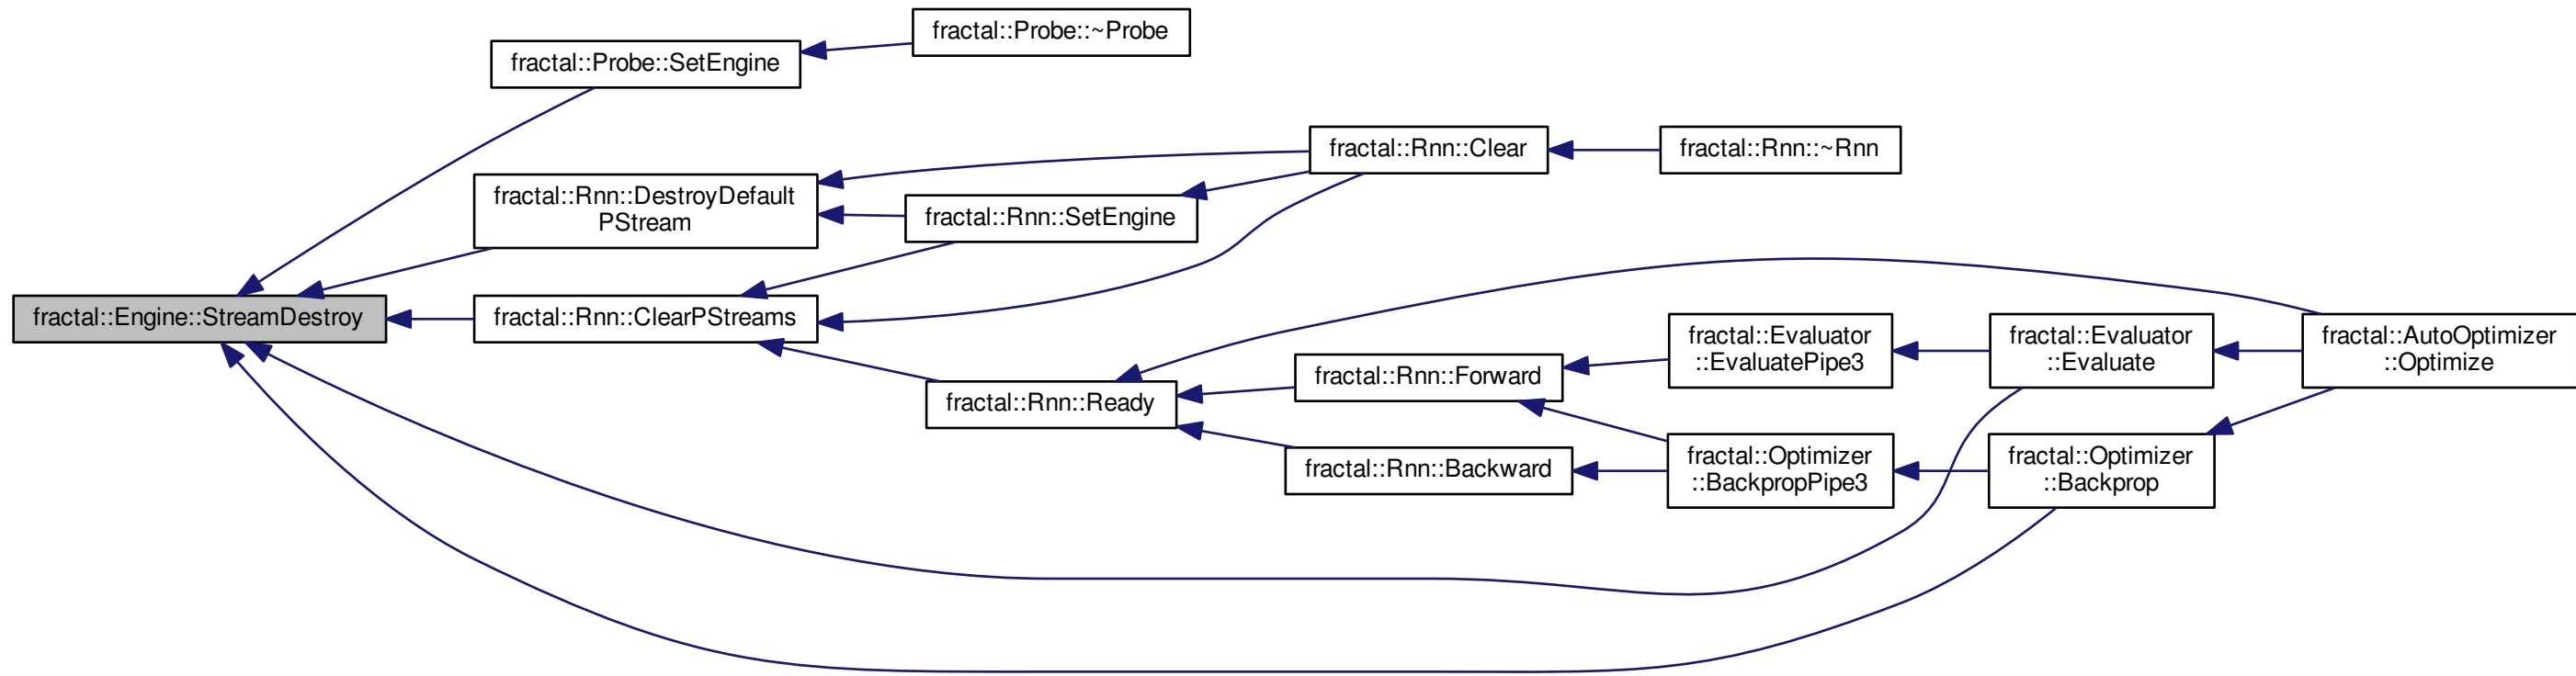 fractal::Probe::~Probe
fractal::Probe::SetEngine
fractal::Rnn::Clear
fractal::Rnn::~Rnn
fractal::Rnn::DestroyDefault
PStream
fractal::Rnn::SetEngine
fractal::Engine::StreamDestroy
fractal::Rnn::ClearPStreams
fractal::Rnn::Ready
fractal::Rnn::Forward
fractal::Rnn::Backward
fractal::Evaluator
::EvaluatePipe3
fractal::Optimizer
::BackpropPipe3
fractal::Evaluator
::Evaluate
fractal::Optimizer
::Backprop
fractal::AutoOptimizer
::Optimize